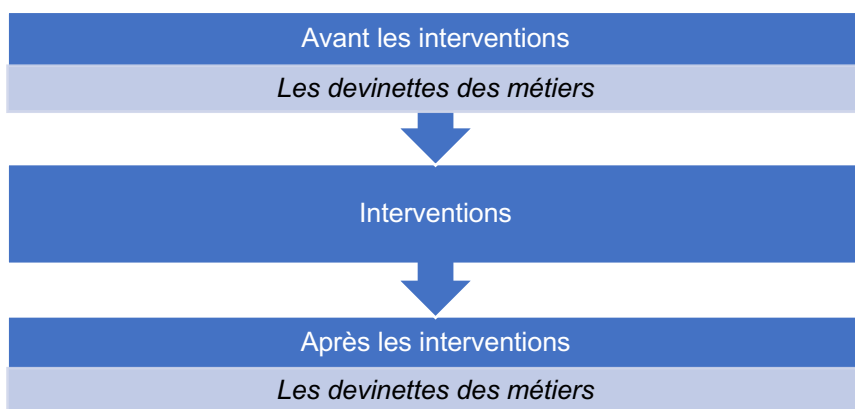 Avant les interventions
Les devinettes des métiers
Interventions
Après les interventions
Les devinettes des métiers